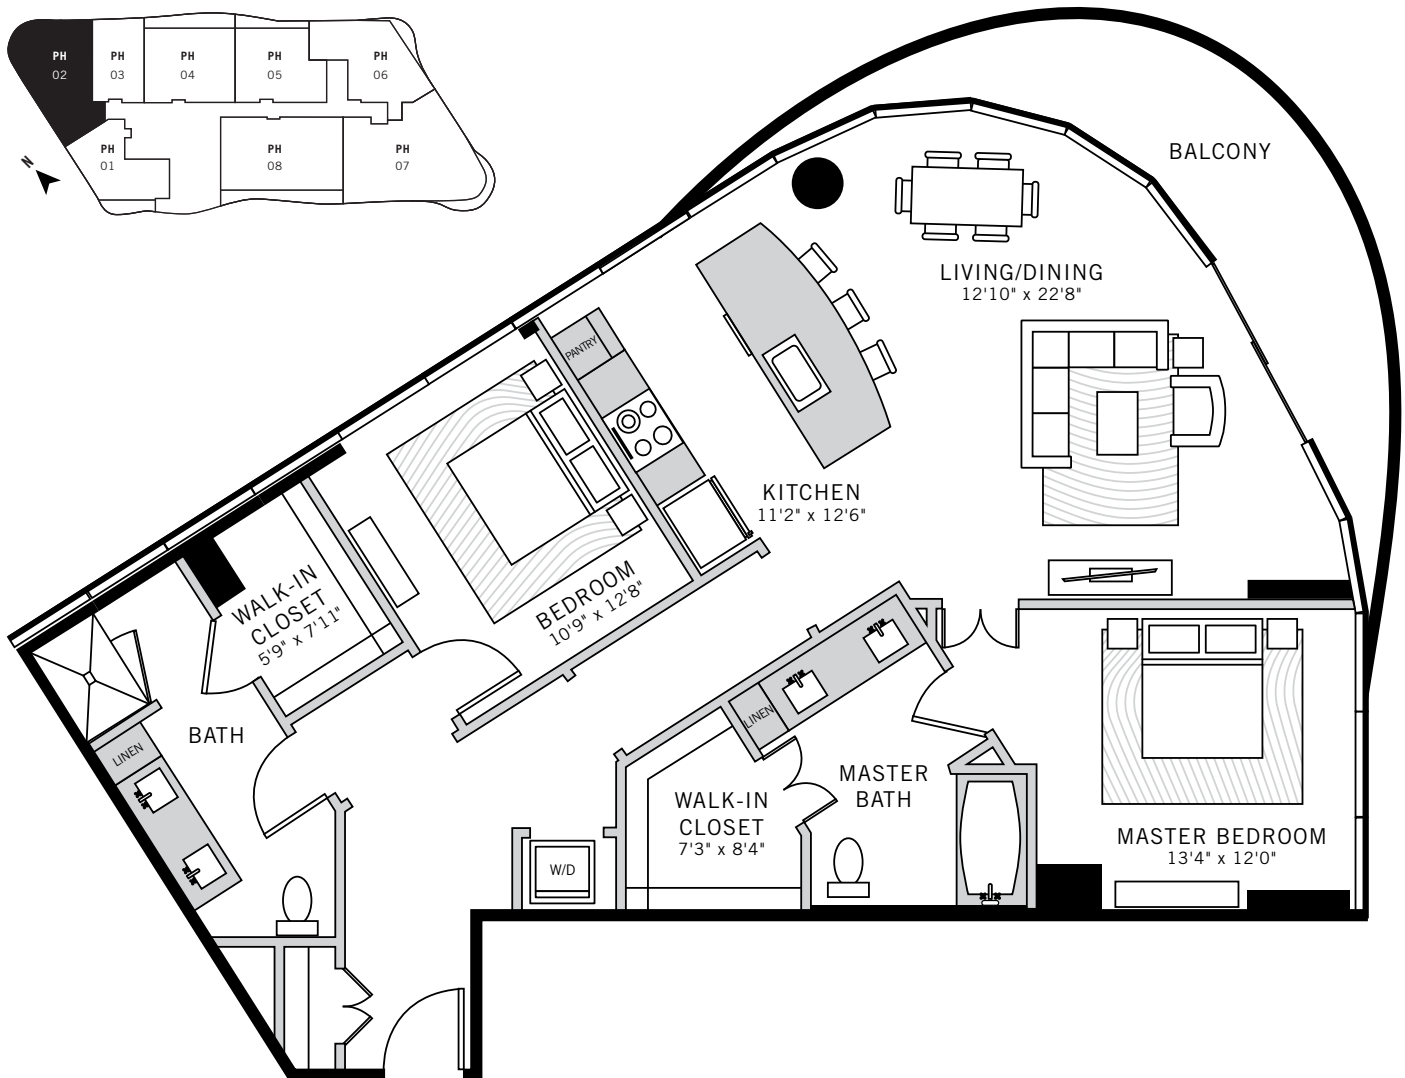 PH
02
PH
03
PH
04
PH
05
PH
06
PH
01
PH
08
PH
07
N
BALCONY
LIVING/DINING
12'10" x 22'8"
PANTRY
KITCHEN
11'2" x 12'6"
BEDROOM
10'9" x 12'8"
WALK-IN
CLOSET
5'9" x 7'11"
BATH
LINEN
LINEN
MASTER
BATH
WALK-IN
CLOSET
7'3" x 8'4"
W/D
MASTER BEDROOM
13'4" x 12'0"